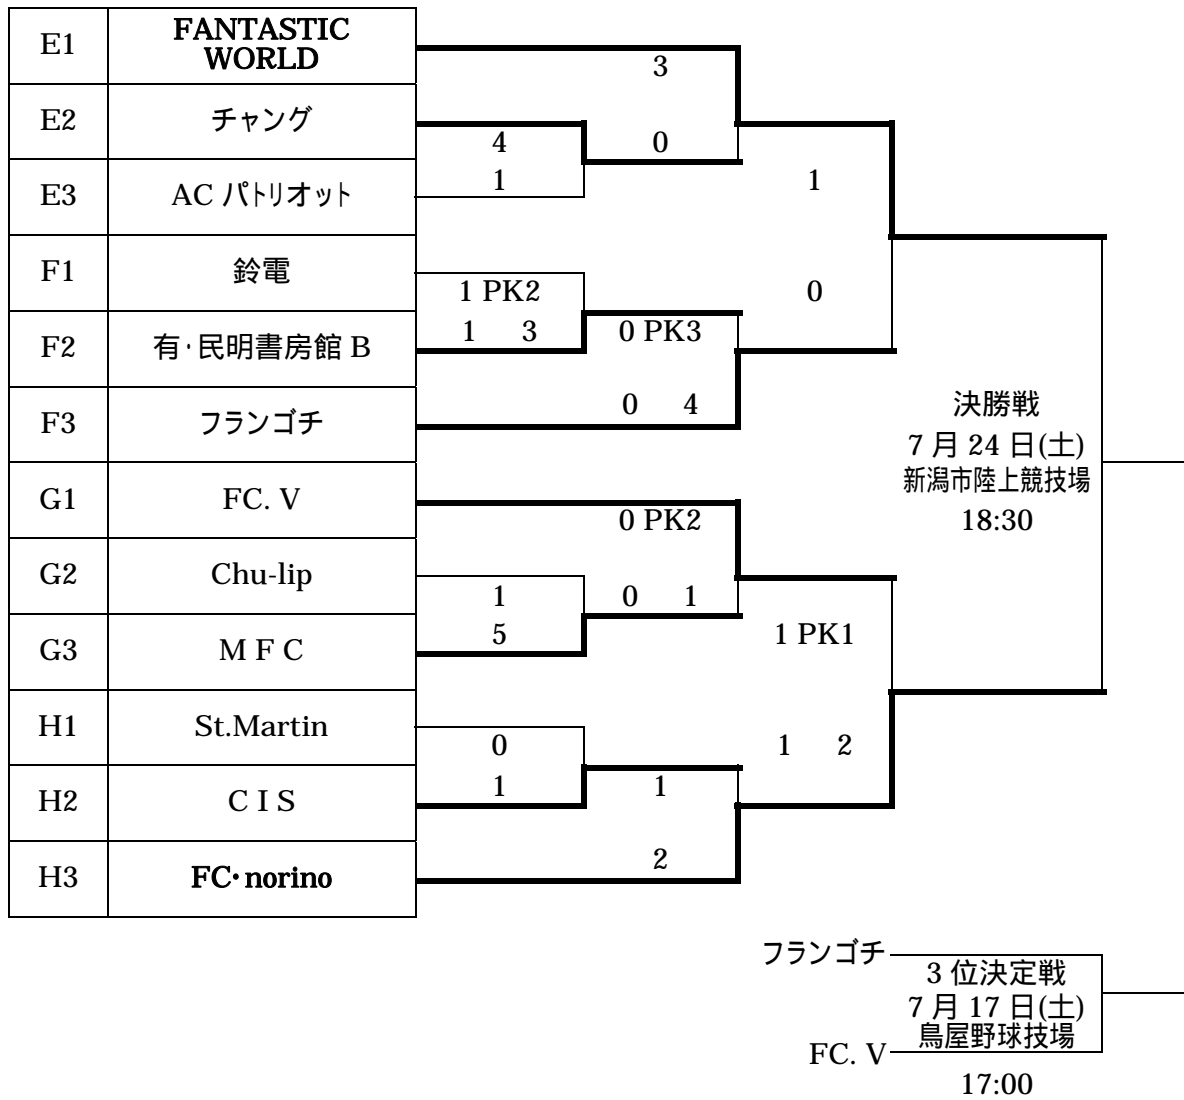 E1
FANTASTIC
WORLD
3
E2
チャング
4
0
E3
AC パトリオット
1
1
F1
鈴電
1 PK2
0
F2
有・民明書房館 B
1 3
0 PK3
F3
フランゴチ
0 4
決勝戦
7 月 24 日(土)
新潟市陸上競技場
18:30
G1
FC. V
0 PK2
G2
Chu-lip
1
0 1
G3
M F C
5
1 PK1
H1
St.Martin
0
1 2
H2
C I S
1
1
H3
FC・norino
2
フランゴチ
3 位決定戦
7 月 17 日(土)
鳥屋野球技場
FC. V
17:00